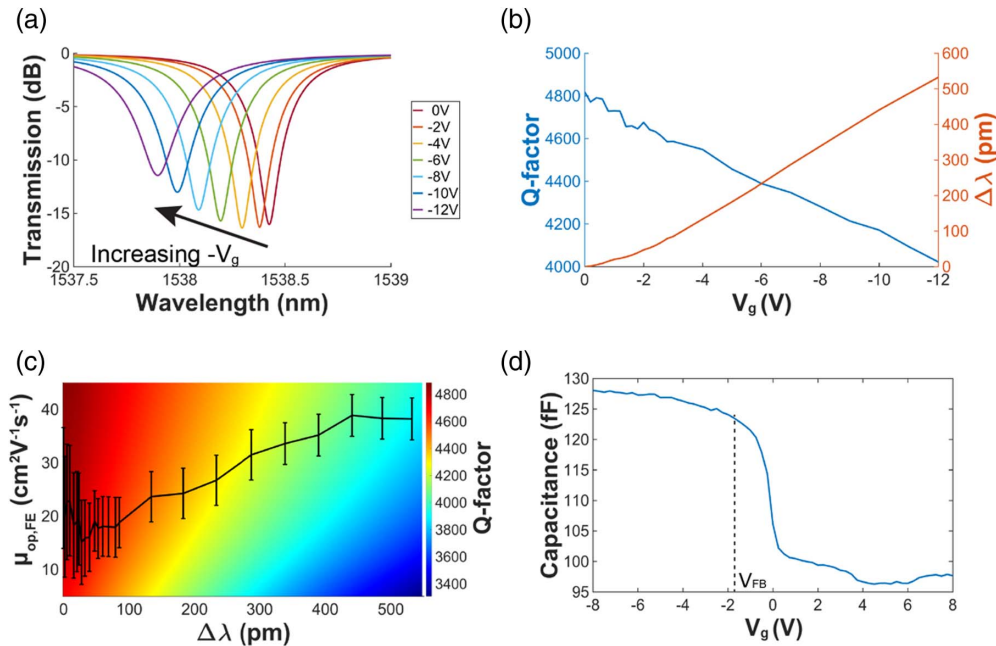 (a)
Transmission (dB)
0
-5
-10
-15
-20
1537.5
1538
1538.5
1539
Wavelength (nm)
Increasing -Vg
0V
-2V
-4V
-6V
-8V
-10V
-12V
(b)
Q-factor
5000
4800
4600
4400
4200
4000
0
-2
-4
-6
-8
-10
-12
Vg (V)
600
500
400
300
200
100
0
Δλ (pm)
(c)
μop,FE (cm2V-1s-1)
40
30
20
10
0
100
200
300
400
500
Δλ (pm)
4800
4600
4400
4200
4000
3800
3600
3400
Q-factor
(d)
Capacitance (fF)
130
125
120
115
110
105
100
95
-8
-6
-4
-2
0
2
4
6
8
VFB
Vg (V)